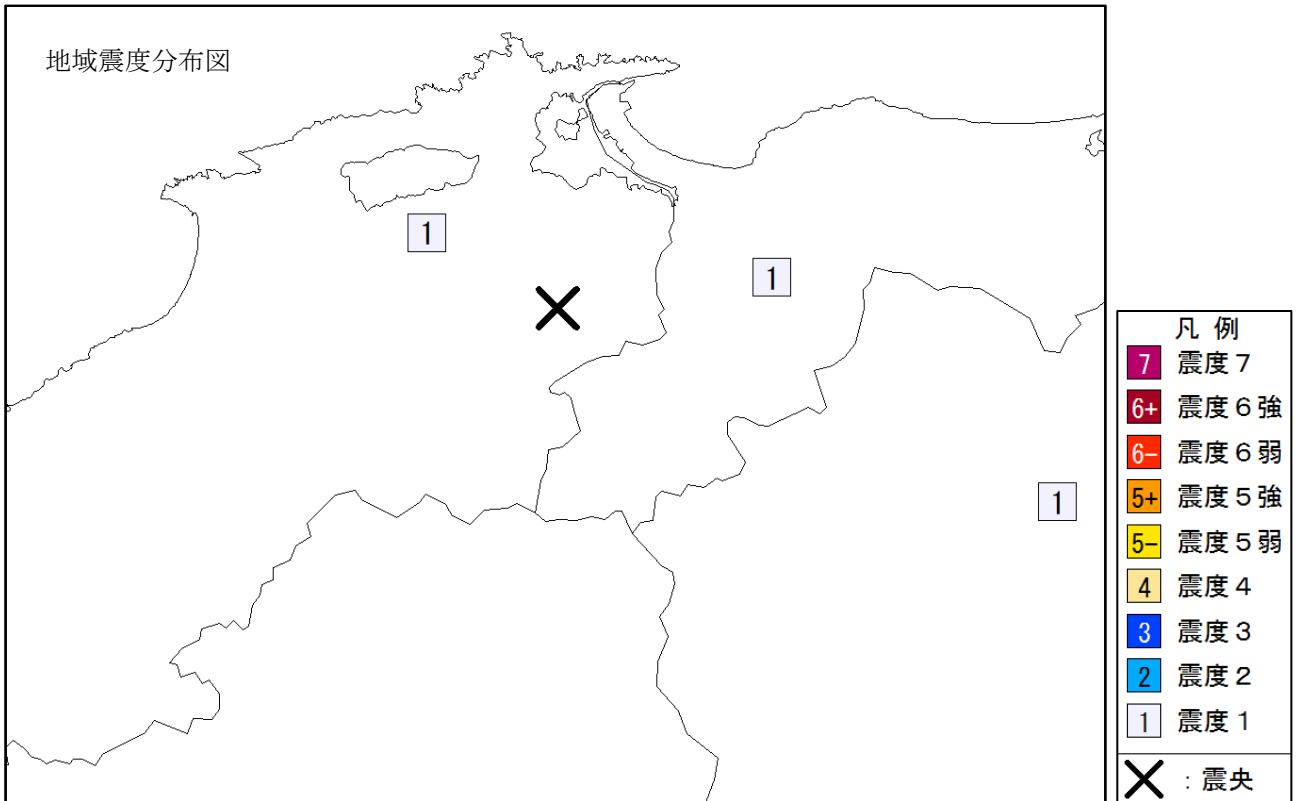 地域震度分布図
1
1
1
凡 例
7 震度７
6+ 震度６強
6- 震度６弱
5+ 震度５強
5- 震度５弱
4 震度４
3 震度３
2 震度２
1 震度１
：震央